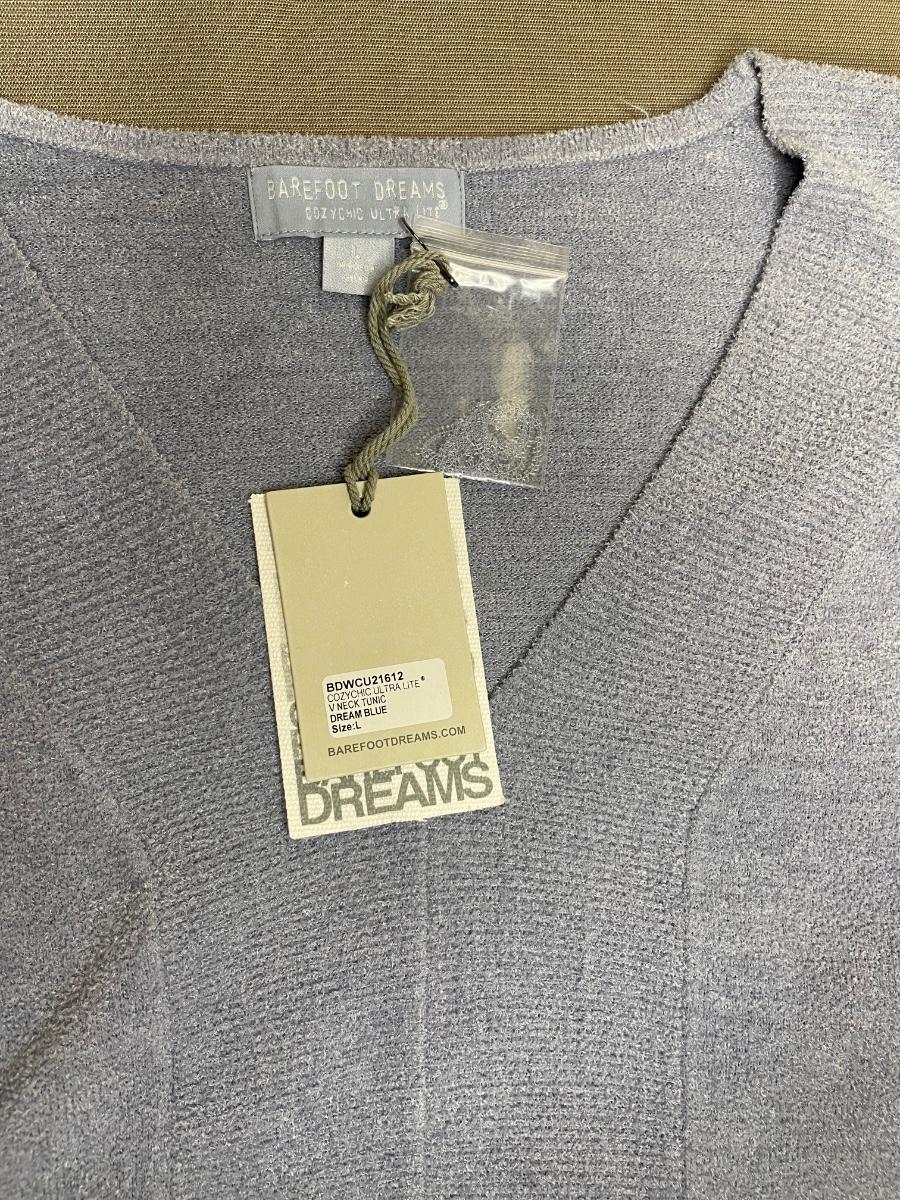 BAREFOOT DREAMS
COZYCHIC ULTRA LITE®
L
BDWCU21612
COZYCHIC ULTRA LITE®
V NECK TUNIC
DREAM BLUE
Size:L
BAREFOOTDREAMS.COM
DREAMS